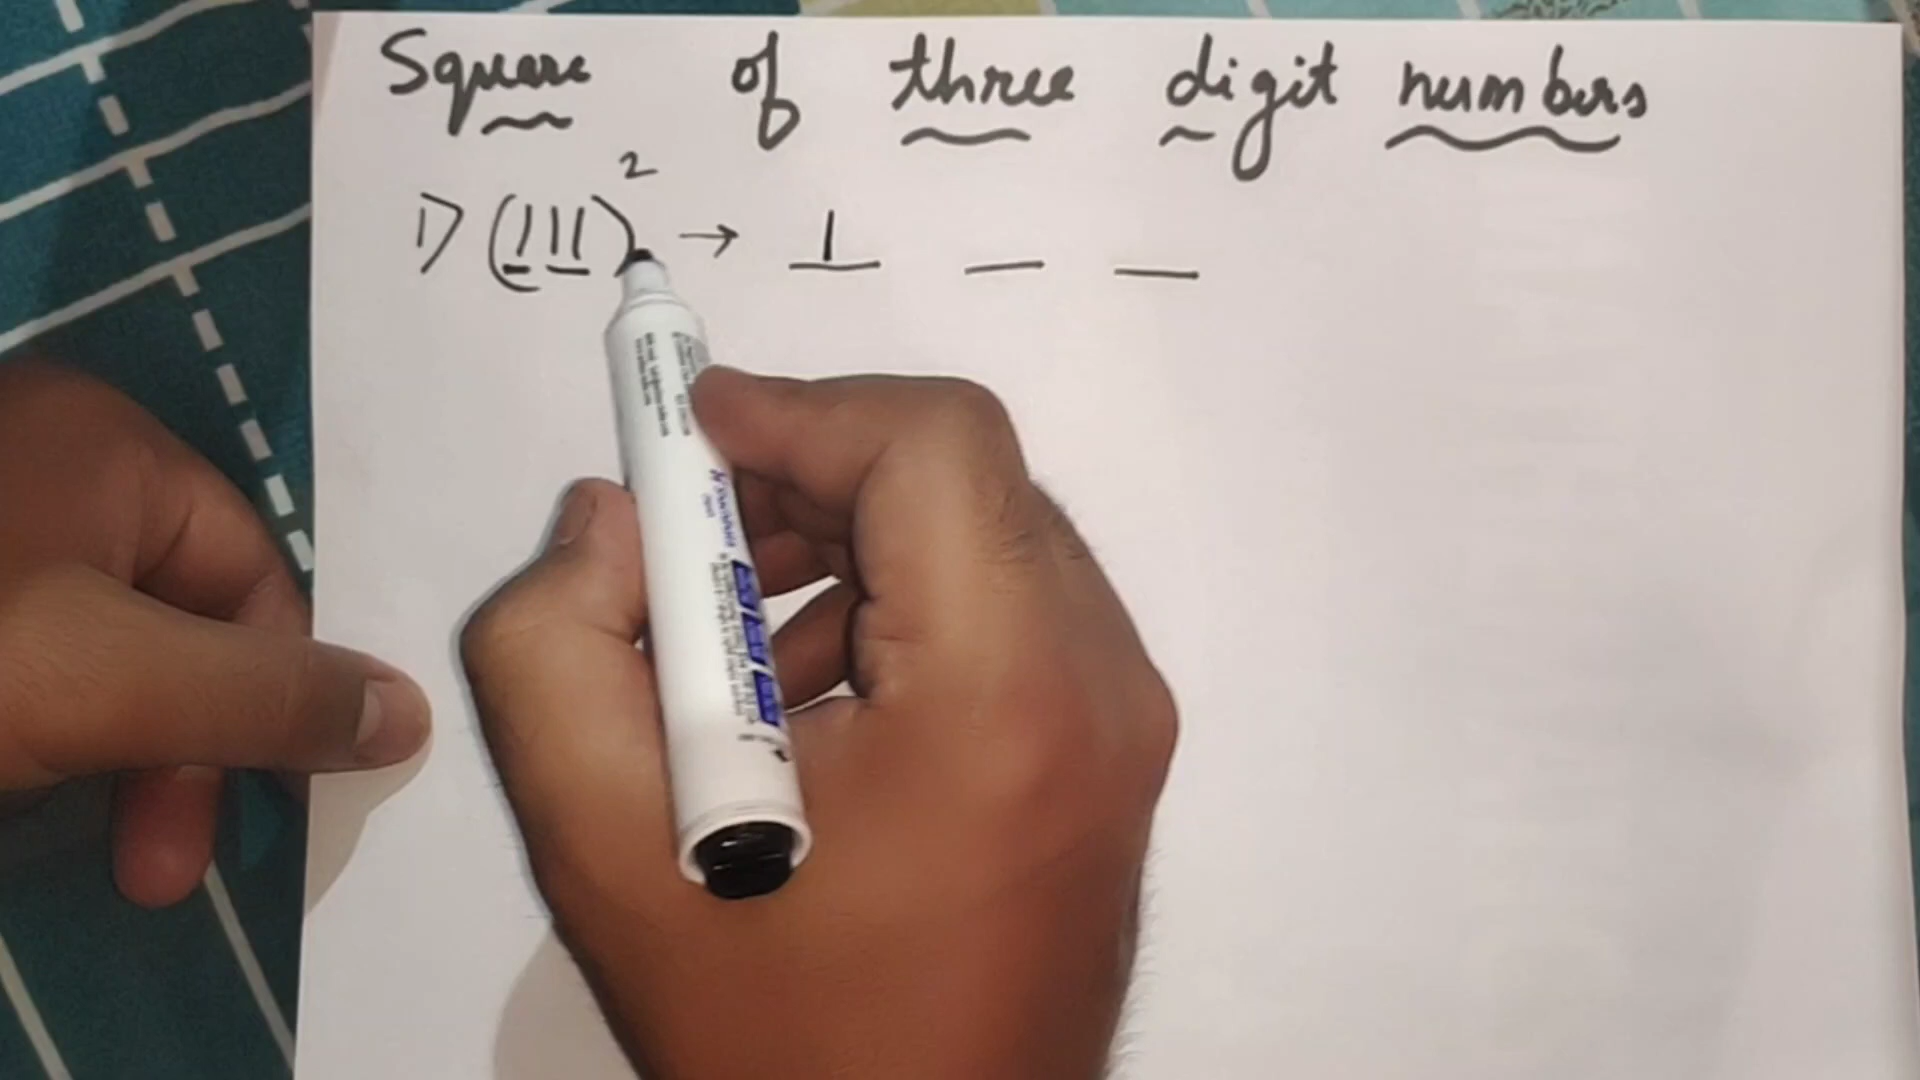 Square of three digit numbers
1) (111)² → 1 _ _